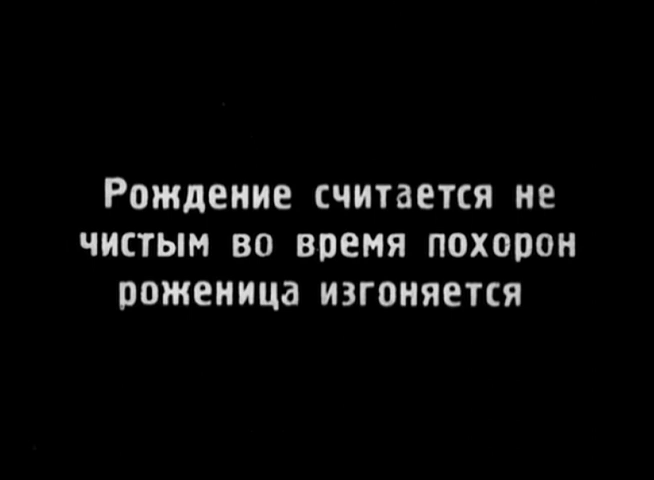 Рождение считается не
чистым во время похорон
роженица изгоняется